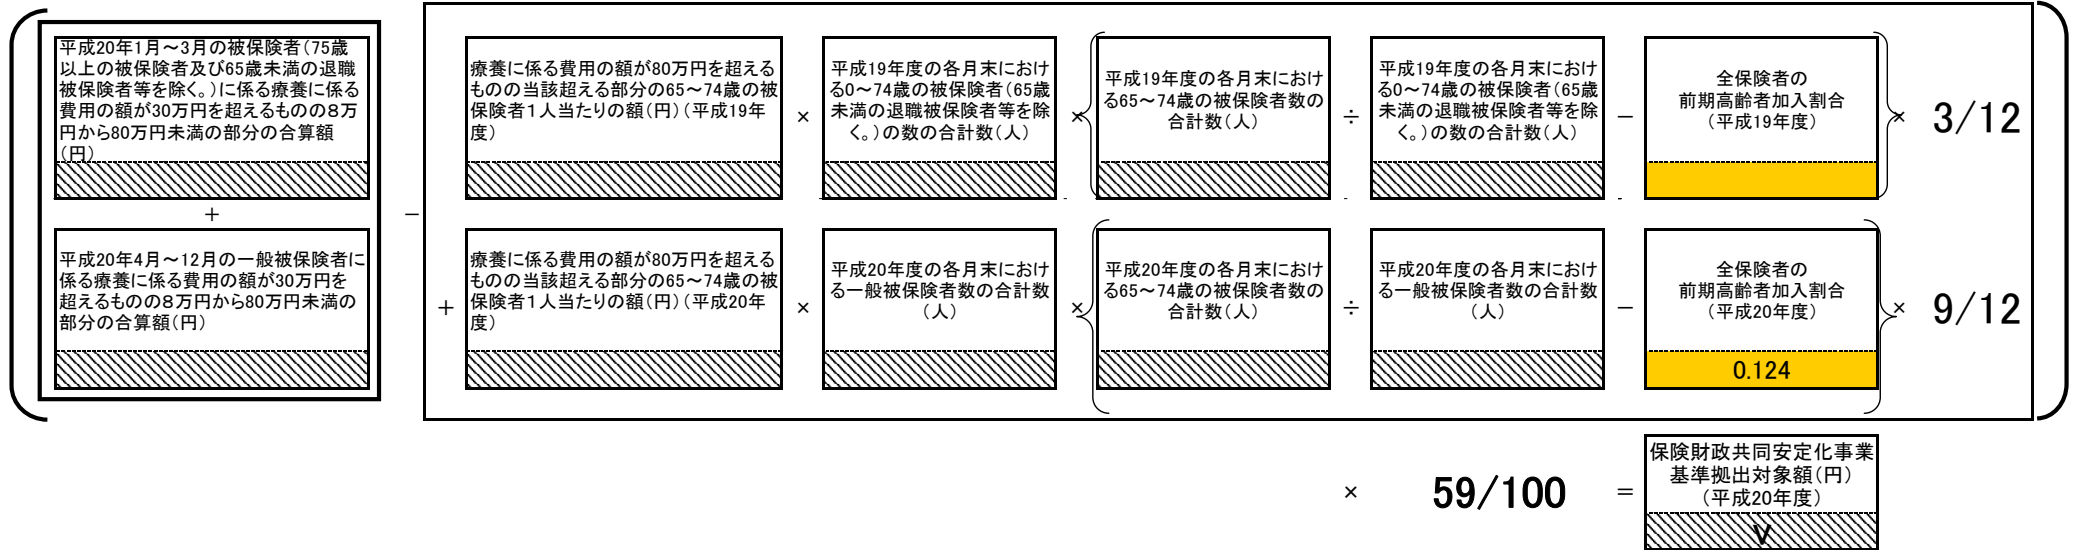 平成20年1月～3月の被保険者（75歳
以上の被保険者及び65歳未満の退職
被保険者等を除く。）に係る療養に係る
費用の額が30万円を超えるものの８万
円から80万円未満の部分の合算額
（円）
＋
平成20年4月～12月の一般被保険者に
係る療養に係る費用の額が30万円を
超えるものの８万円から80万円未満の
部分の合算額（円）
－
療養に係る費用の額が80万円を超える
ものの当該超える部分の65～74歳の被
保険者１人当たりの額（円）（平成19年
度）
×
平成19年度の各月末におけ
る0～74歳の被保険者（65歳
未満の退職被保険者等を除
く。）の数の合計数（人）
×
平成19年度の各月末におけ
る65～74歳の被保険者数の
合計数（人）
÷
平成19年度の各月末におけ
る0～74歳の被保険者（65歳
未満の退職被保険者等を除
く。）の数の合計数（人）
－
全保険者の
前期高齢者加入割合
（平成19年度）
× 3/12
＋
療養に係る費用の額が80万円を超える
ものの当該超える部分の65～74歳の被
保険者１人当たりの額（円）（平成20年
度）
×
平成20年度の各月末におけ
る一般被保険者数の合計数
（人）
×
平成20年度の各月末におけ
る65～74歳の被保険者数の
合計数（人）
÷
平成20年度の各月末におけ
る一般被保険者数の合計数
（人）
－
全保険者の
前期高齢者加入割合
（平成20年度）
0.124
× 9/12
× 59/100 ＝
保険財政共同安定化事業
基準拠出対象額（円）
（平成20年度）
V